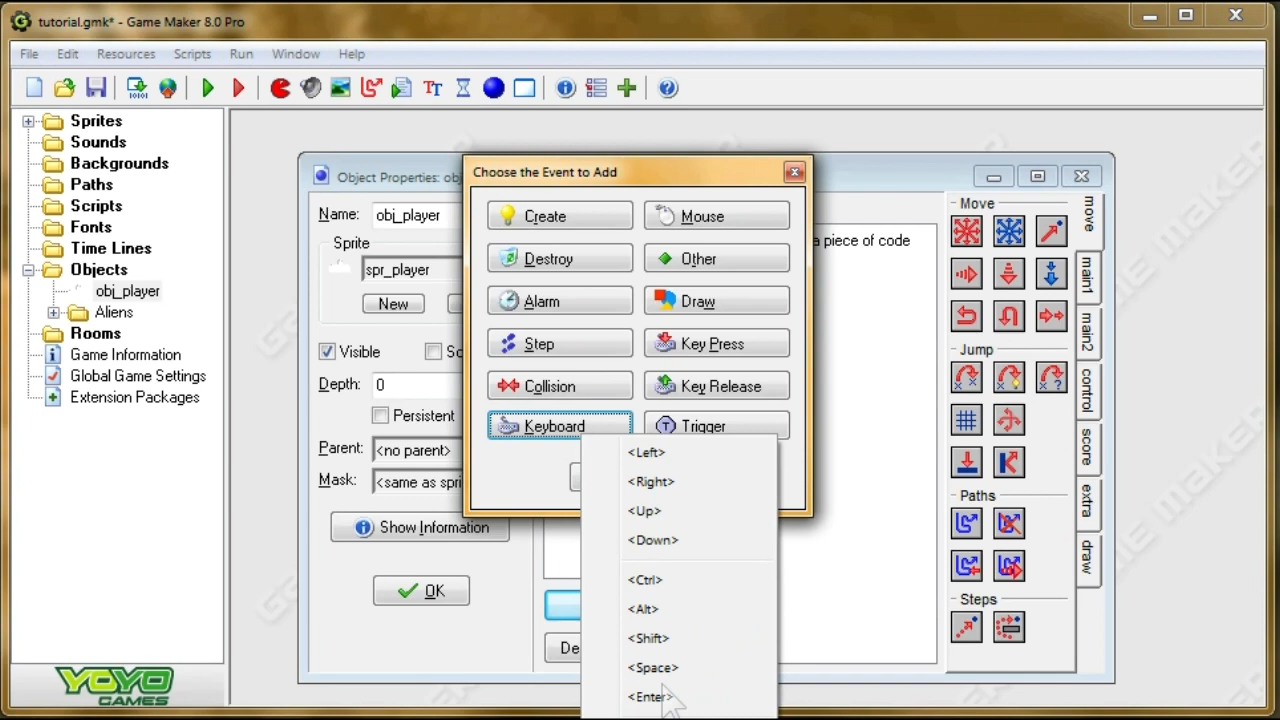 tutorial.gmk* - Game Maker 8.0 Pro
File Edit Resources Scripts Run Window Help
Sprites
Sounds
Backgrounds
Paths
Scripts
Fonts
Time Lines
Objects
obj_player
Aliens
Rooms
Game Information
Global Game Settings
Extension Packages
YOYO
GAMES
Object Properties:
Name: obj_player
Sprite
spr_player
New
Visible
Depth: 0
Persistent
Parent: <no parent>
Mask: <same as
Show Information
OK
Choose the Event to Add
Create
Mouse
Destroy
Other
Alarm
Draw
Step
Key Press
Collision
Key Release
Keyboard
Trigger
<Left>
<Right>
<Up>
<Down>
<Ctrl>
<Alt>
<Shift>
<Space>
<Enter>
a piece of code
Move
Jump
Paths
Steps
move
main1
main2
control
score
extra
draw